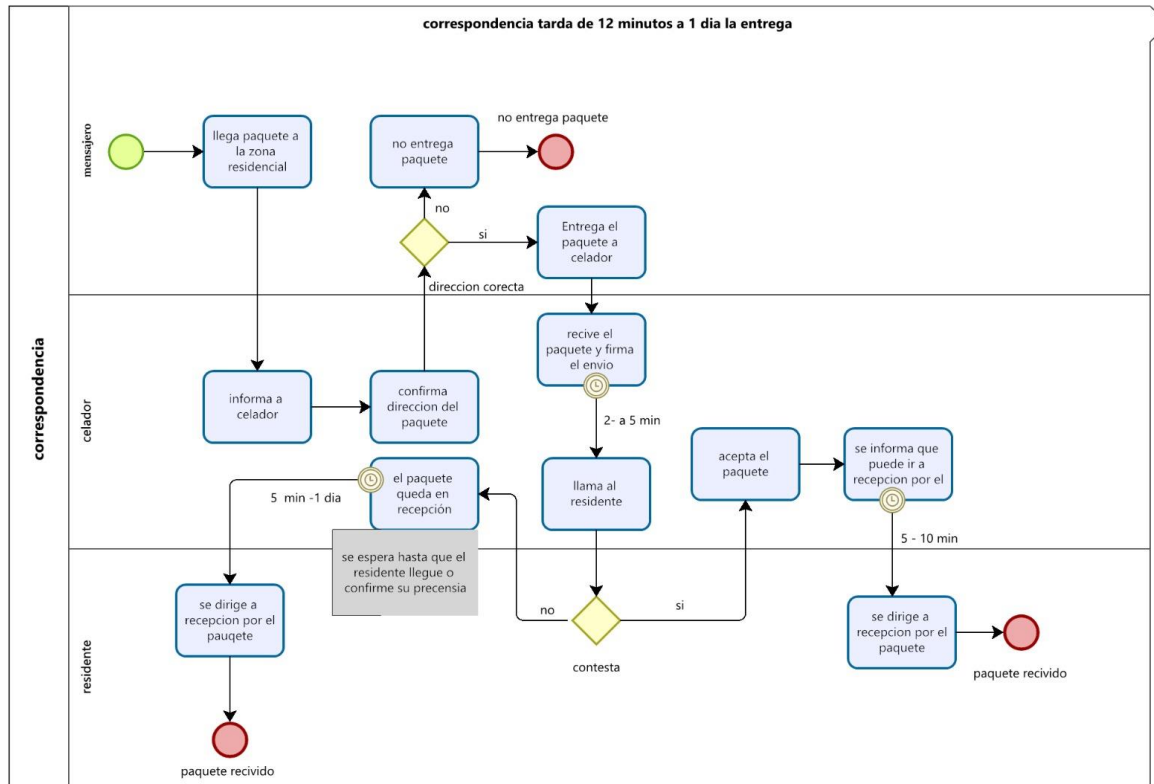 correspondencia tarda de 12 minutos a 1 dia la entrega
correspondencia
mensajero
llega paquete a
la zona
residencial
no entrega
paquete
no entrega paquete
no
si
Entrega el
paquete a
celador
direccion corecta
celador
informa a
celador
confirma
direccion del
paquete
recive el
paquete y firma
el envio
2- a 5 min
llama al
residente
acepta el
paquete
se informa que
puede ir a
recepcion por el
5 - 10 min
el paquete
queda en
recepción
5 min -1 dia
se espera hasta que el
residente llegue o
confirme su precensia
residente
se dirige a
recepcion por el
pauqete
paquete recivido
no
si
contesta
se dirige a
recepcion por el
paquete
paquete recivido